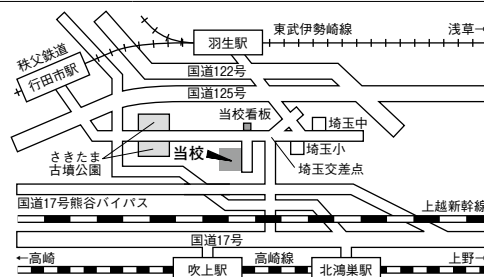 羽生駅
東武伊勢崎線
浅草→
秩父鉄道
行田市駅
国道122号
国道125号
当校看板
埼玉中
さきたま
古墳公園
当校
埼玉小
埼玉交差点
国道17号熊谷バイパス
上越新幹線
国道17号
←高崎
高崎線
上野→
吹上駅
北鴻巣駅